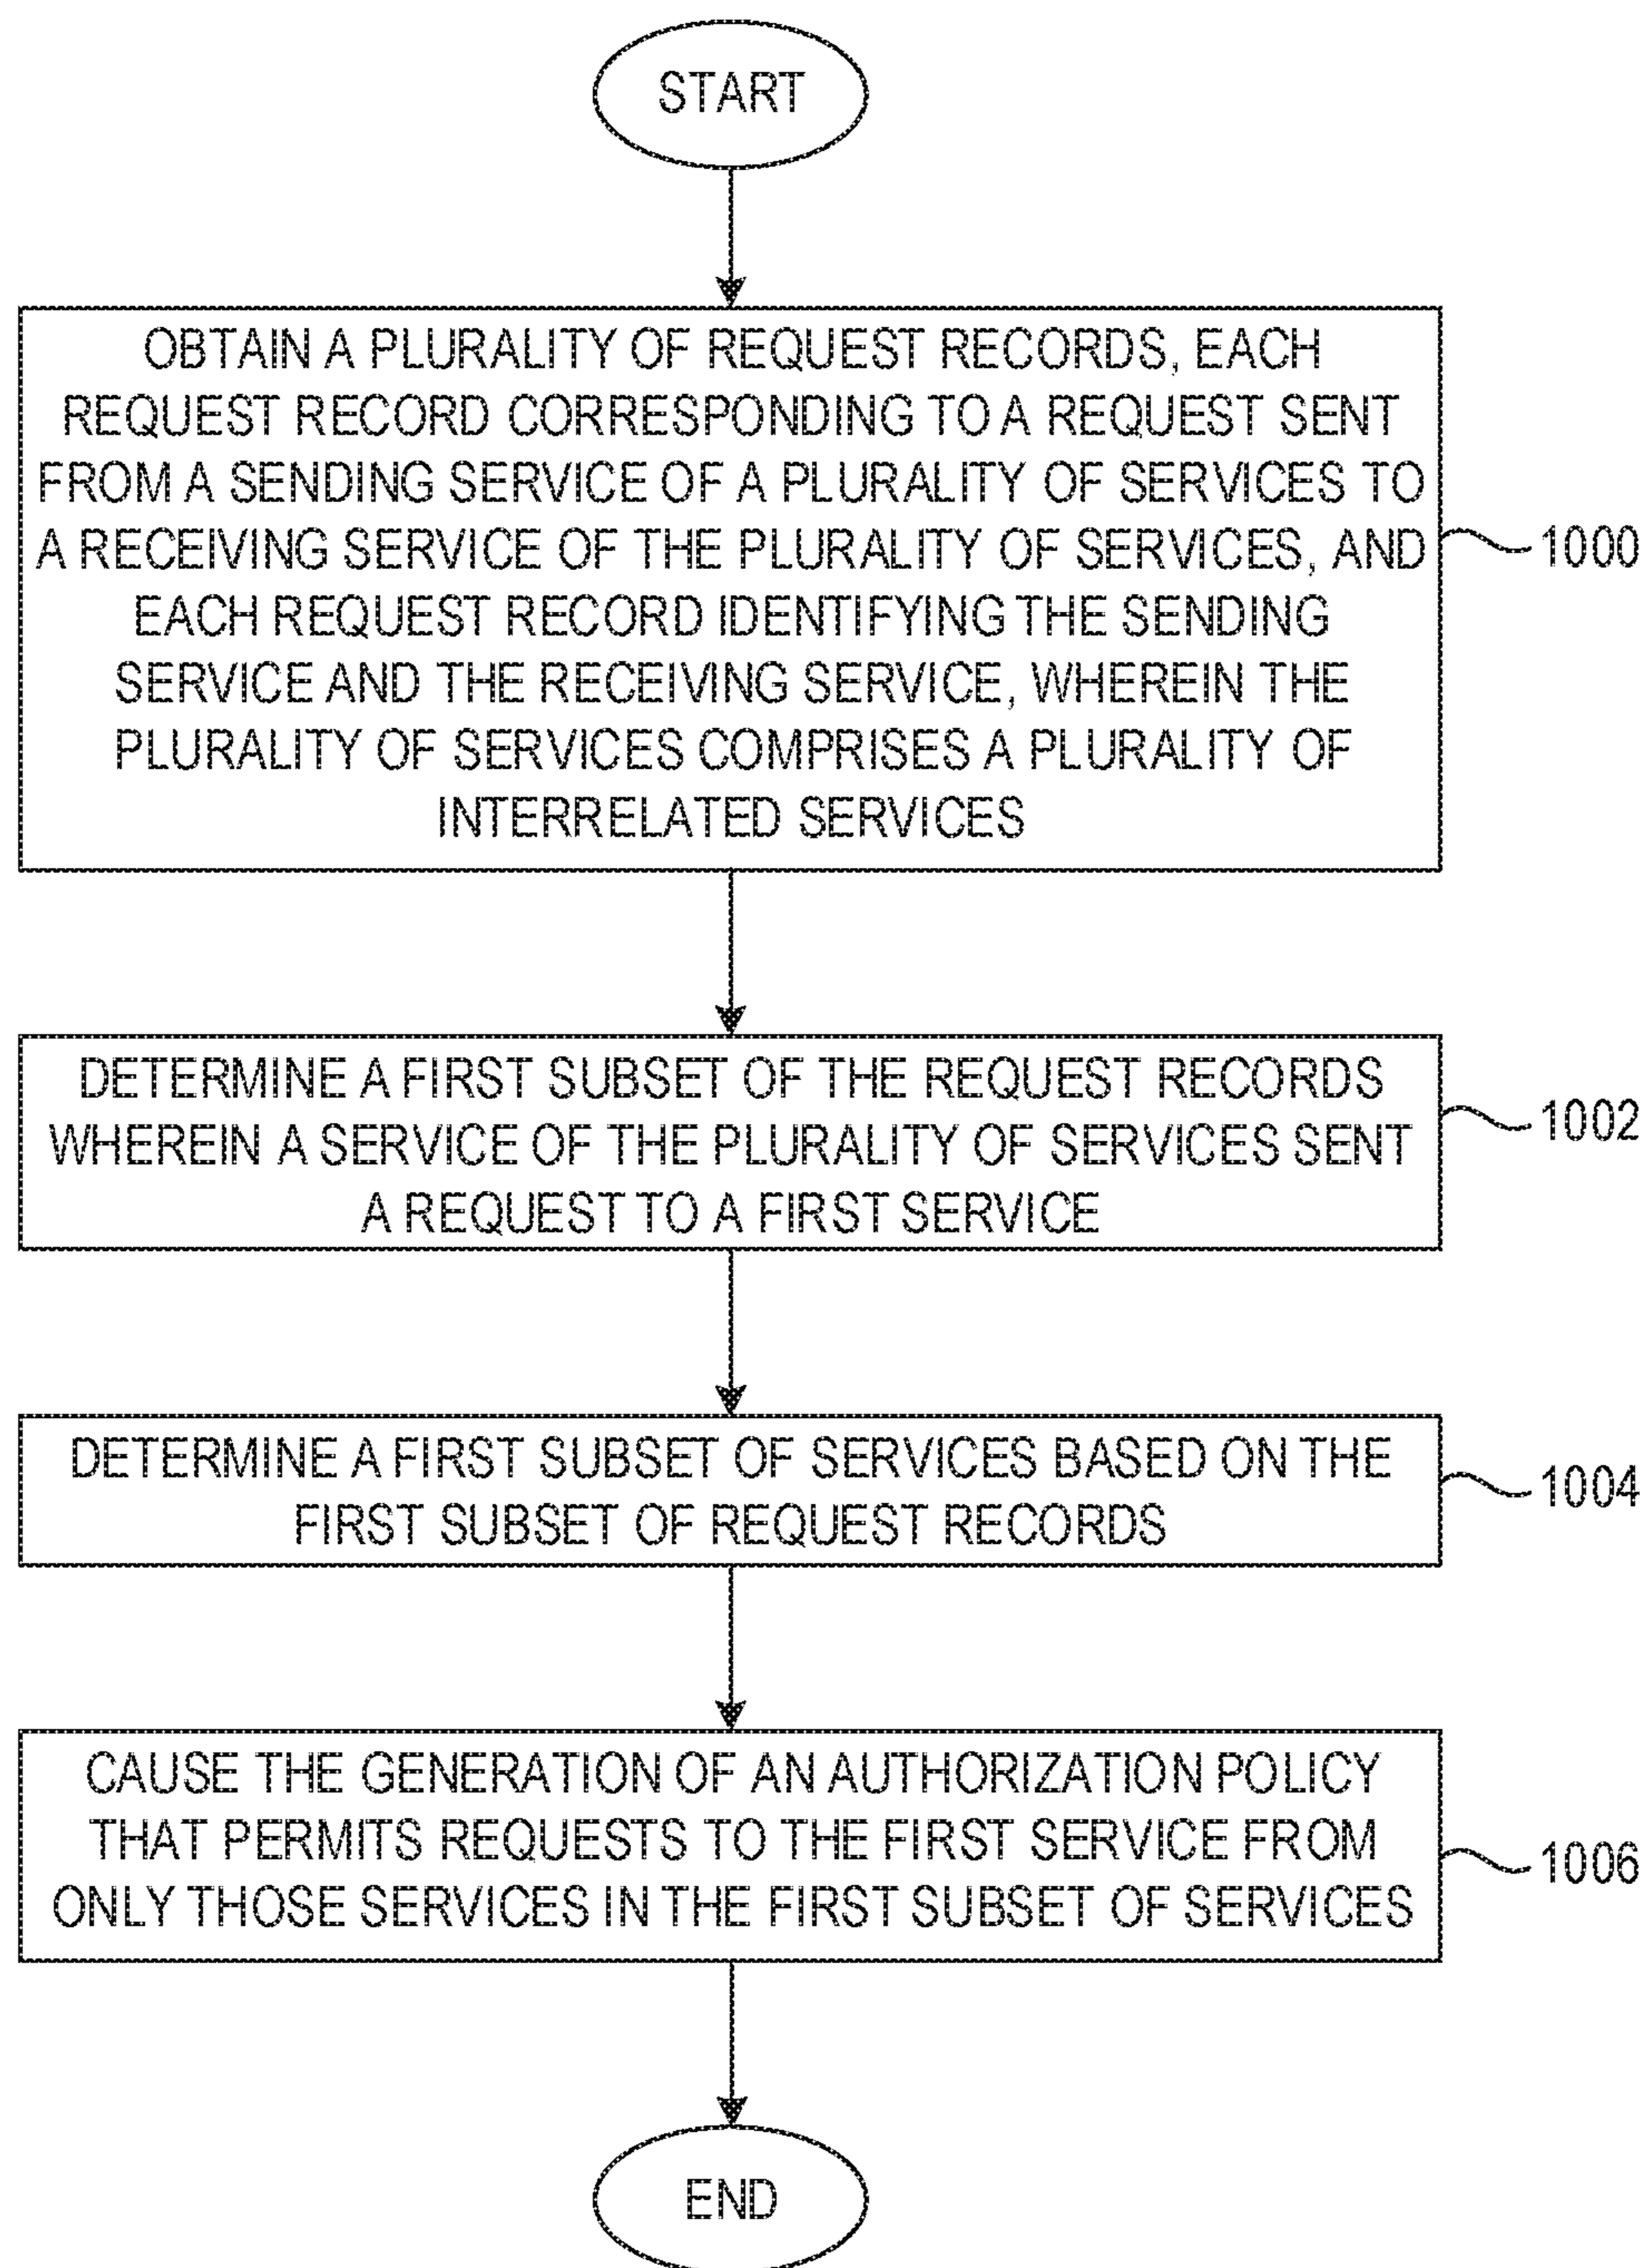 START
OBTAIN A PLURALITY OF REQUEST RECORDS, EACH
REQUEST RECORD CORRESPONDING TO A REQUEST SENT
FROM A SENDING SERVICE OF A PLURALITY OF SERVICES TO
A RECEIVING SERVICE OF THE PLURALITY OF SERVICES, AND
EACH REQUEST RECORD IDENTIFYING THE SENDING
SERVICE AND THE RECEIVING SERVICE, WHEREIN THE
PLURALITY OF SERVICES COMPRISES A PLURALITY OF
INTERRELATED SERVICES
1000
DETERMINE A FIRST SUBSET OF THE REQUEST RECORDS
WHEREIN A SERVICE OF THE PLURALITY OF SERVICES SENT
A REQUEST TO A FIRST SERVICE
1002
DETERMINE A FIRST SUBSET OF SERVICES BASED ON THE
FIRST SUBSET OF REQUEST RECORDS
1004
CAUSE THE GENERATION OF AN AUTHORIZATION POLICY
THAT PERMITS REQUESTS TO THE FIRST SERVICE FROM
ONLY THOSE SERVICES IN THE FIRST SUBSET OF SERVICES
1006
END